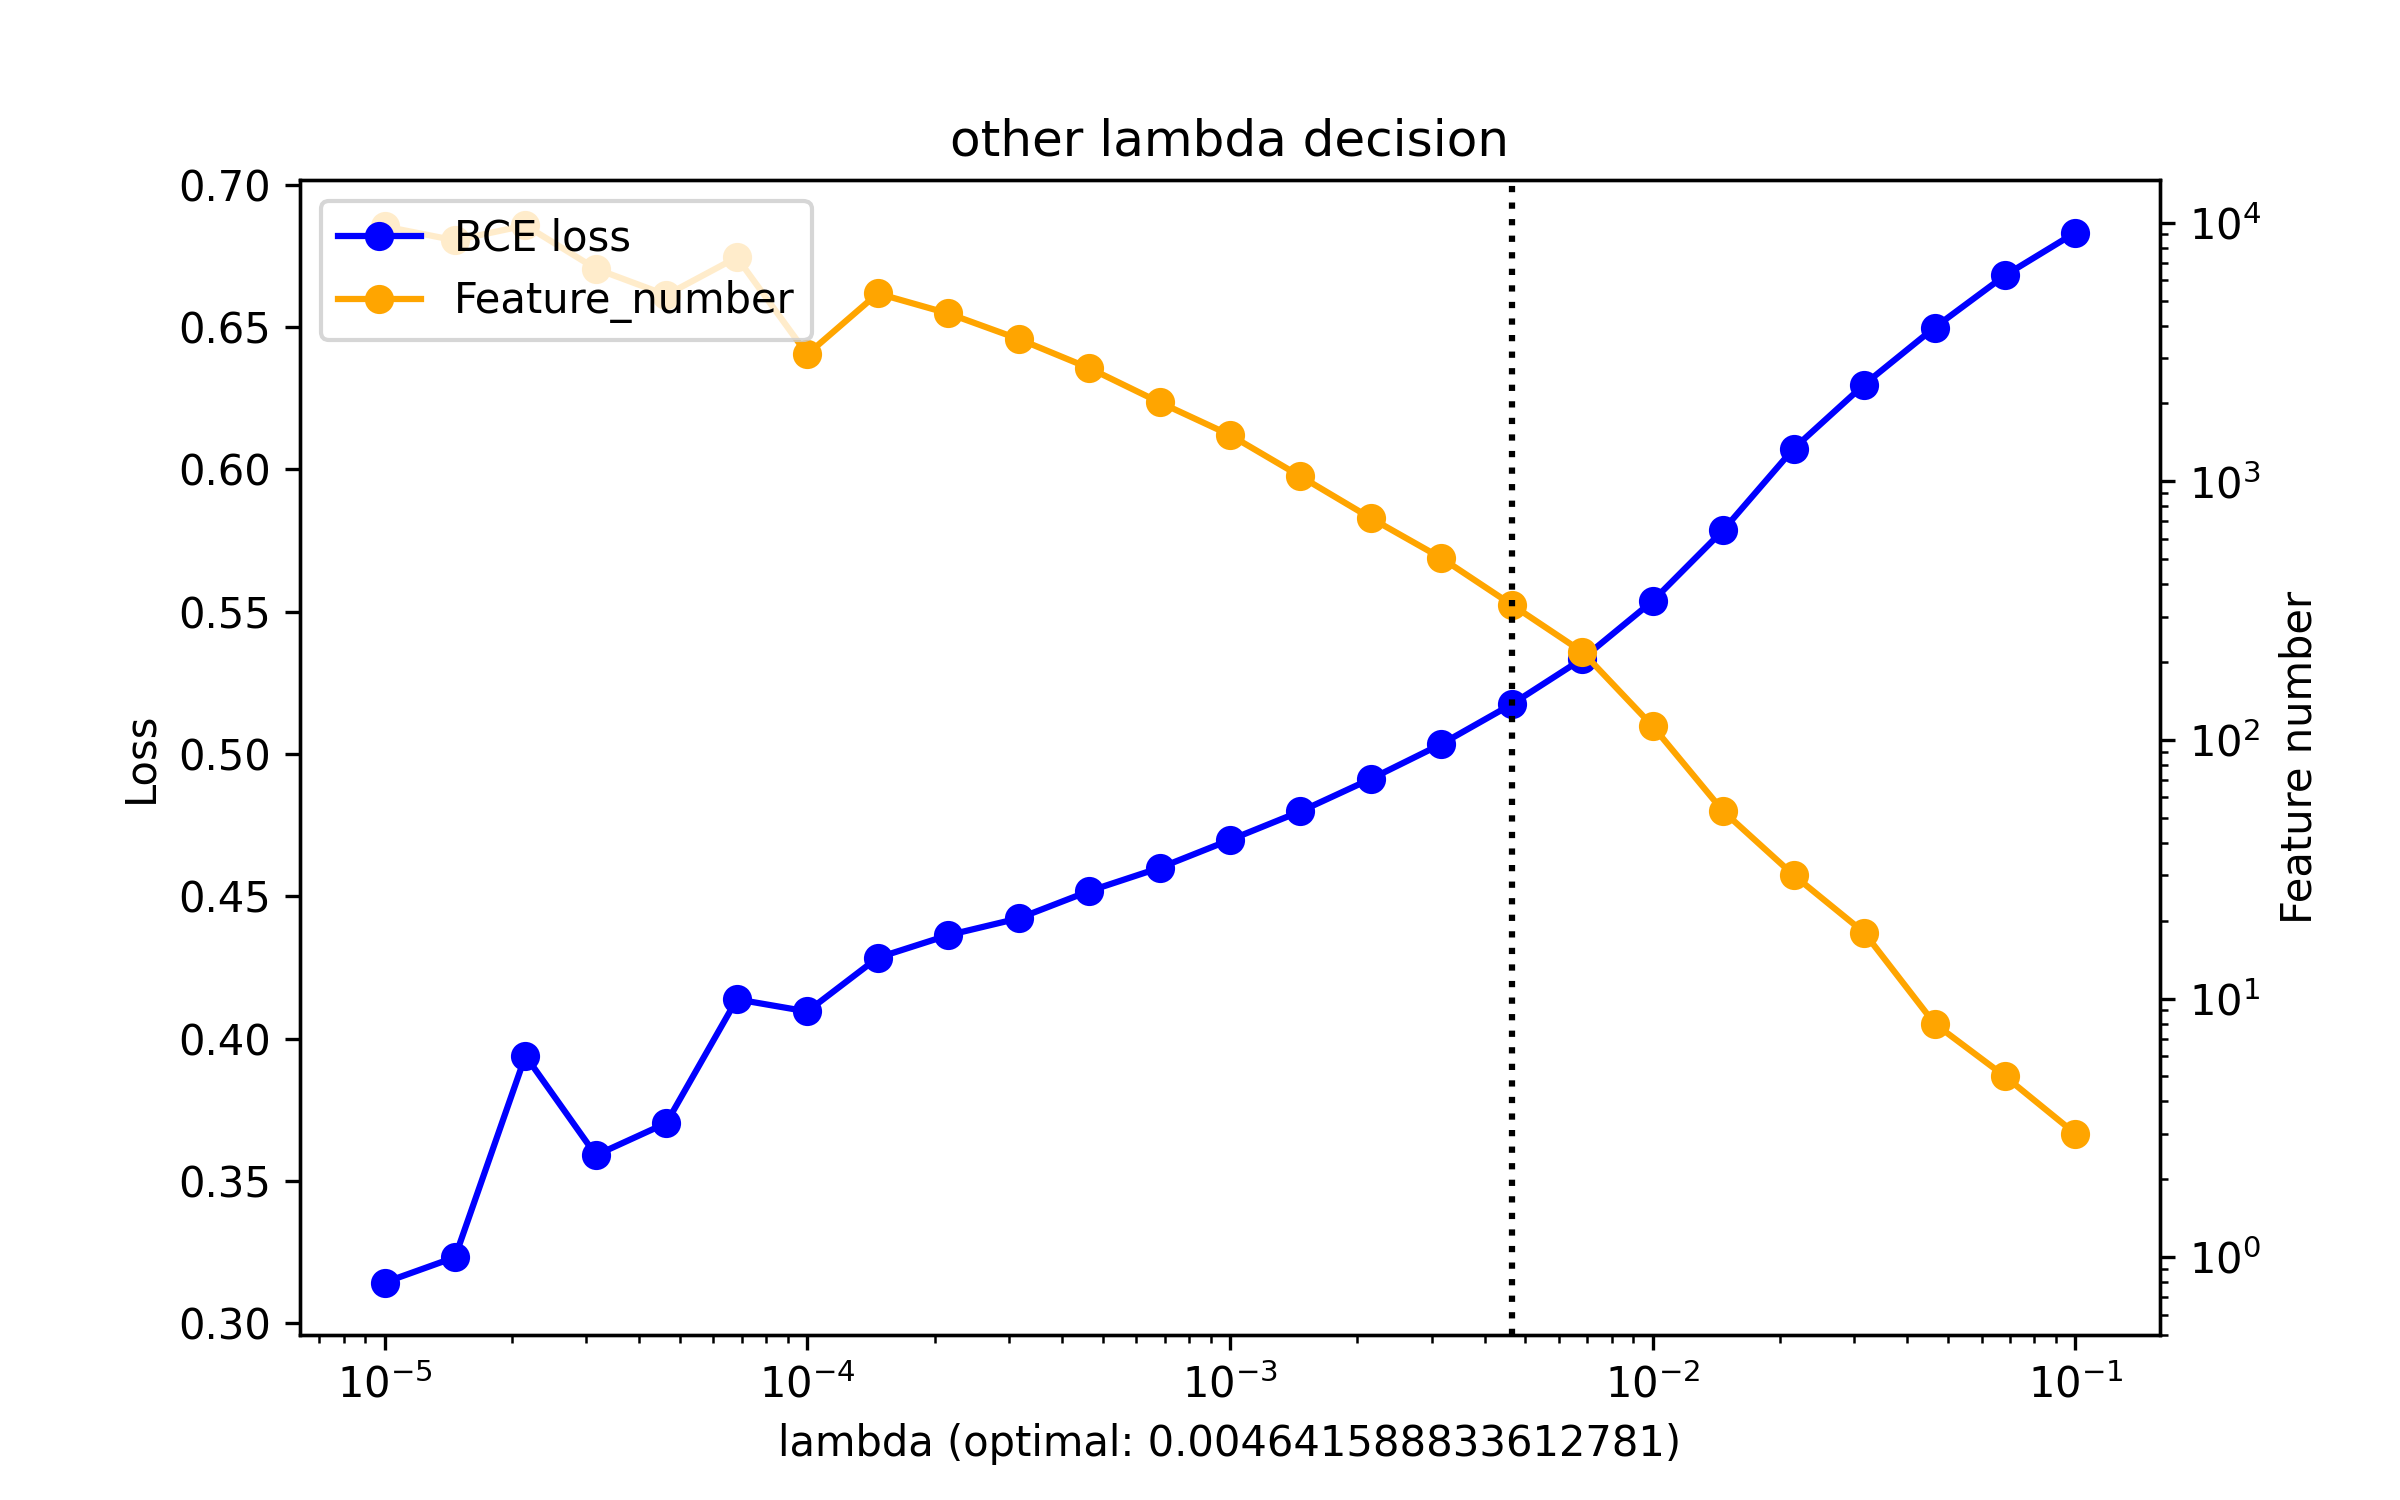 other lambda decision
BCE loss
Feature_number
0.70
0.65
0.60
0.55
0.50
0.45
0.40
0.35
0.30
Loss
10⁴
10³
10²
10¹
10⁰
Feature number
10⁻⁵ 10⁻⁴ 10⁻³ 10⁻² 10⁻¹
lambda (optimal: 0.004641588833612781)